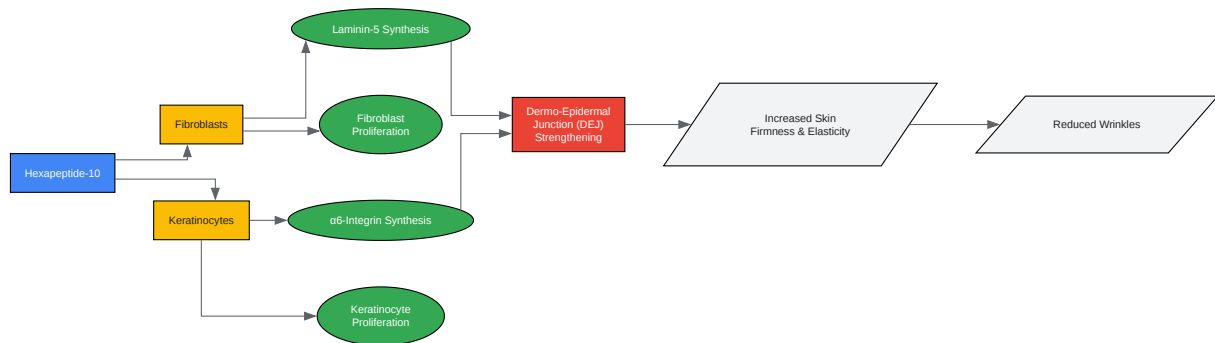 Laminin-5 Synthesis
Fibroblasts
Fibroblast
Proliferation
Dermo-Epidermal
Junction (DEJ)
Strengthening
Increased Skin
Firmness & Elasticity
Reduced Wrinkles
Hexapeptide-10
Keratinocytes
α6-Integrin Synthesis
Keratinocyte
Proliferation